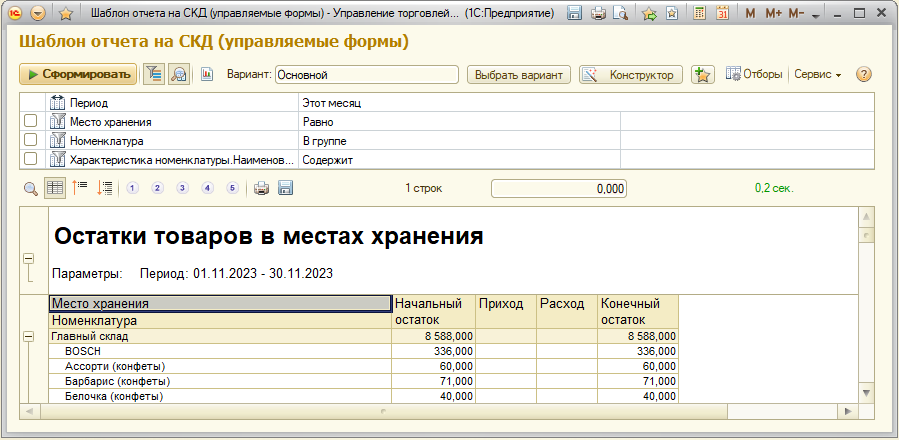 Шаблон отчета на СКД (управляемые формы) - Управление торговлей... (1С:Предприятие) M M+ M-
Шаблон отчета на СКД (управляемые формы)
Сформировать Вариант: Основной Выбрать вариант Конструктор Отборы Сервис ?
Период Этот месяц
Место хранения Равно
Номенклатура В группе
Характеристика номенклатуры.Наименов... Содержит
1 2 3 4 5 1 строк 0,000 0,2 сек.
Остатки товаров в местах хранения
Параметры: Период: 01.11.2023 - 30.11.2023
Место хранения Начальный остаток Приход Расход Конечный остаток
Номенклатура
Главный склад 8 588,000 8 588,000
BOSCH 336,000 336,000
Ассорти (конфеты) 60,000 60,000
Барбарис (конфеты) 71,000 71,000
Белочка (конфеты) 40,000 40,000